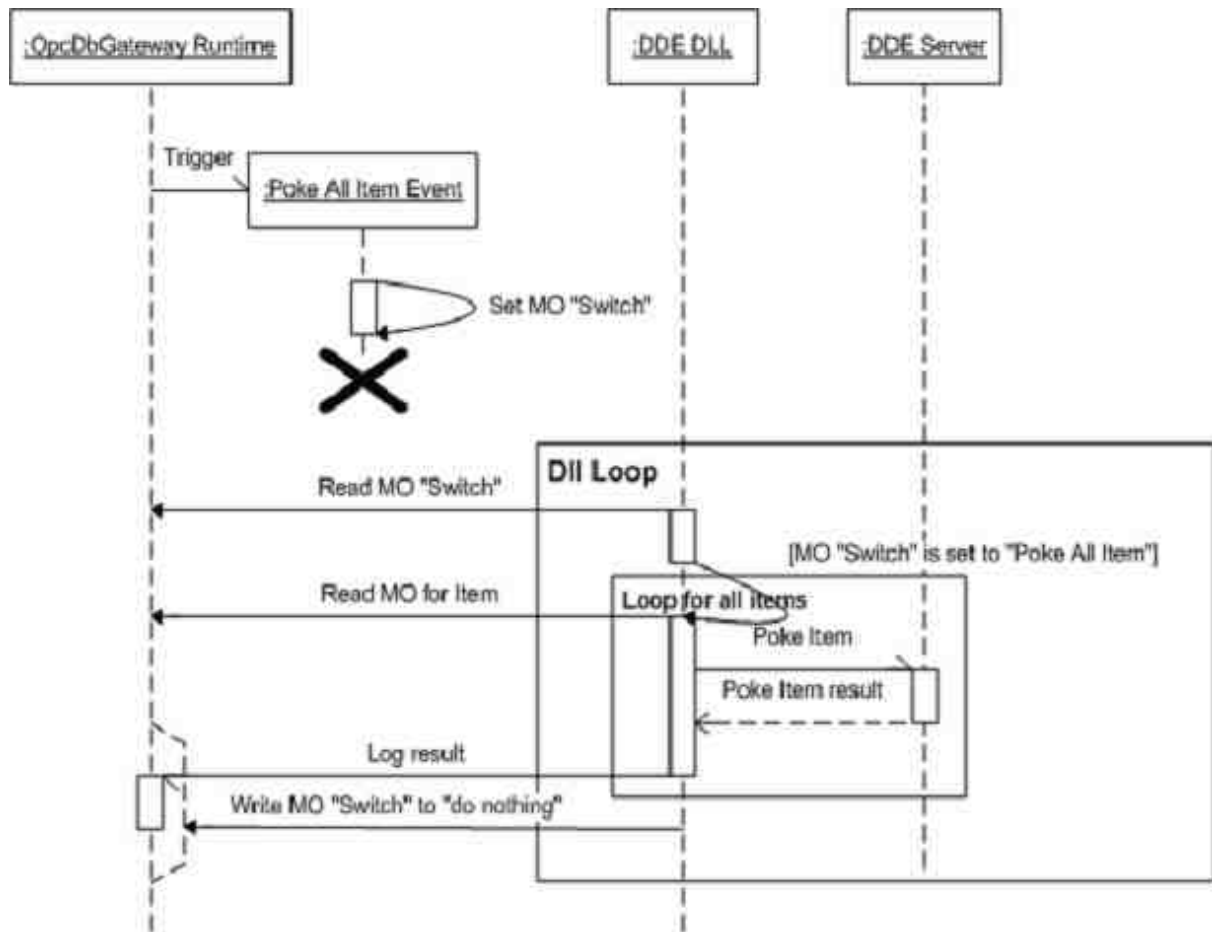 :OpcDbGateway Runtime
:DDE DLL
:DDE Server
Trigger
:Poke All Item Event
Set MO "Switch"
Dll Loop
Read MO "Switch"
[MO "Switch" is set to "Poke All Item"]
Read MO for Item
Loop for all items
Poke Item
Poke Item result
Log result
Write MO "Switch" to "do nothing"